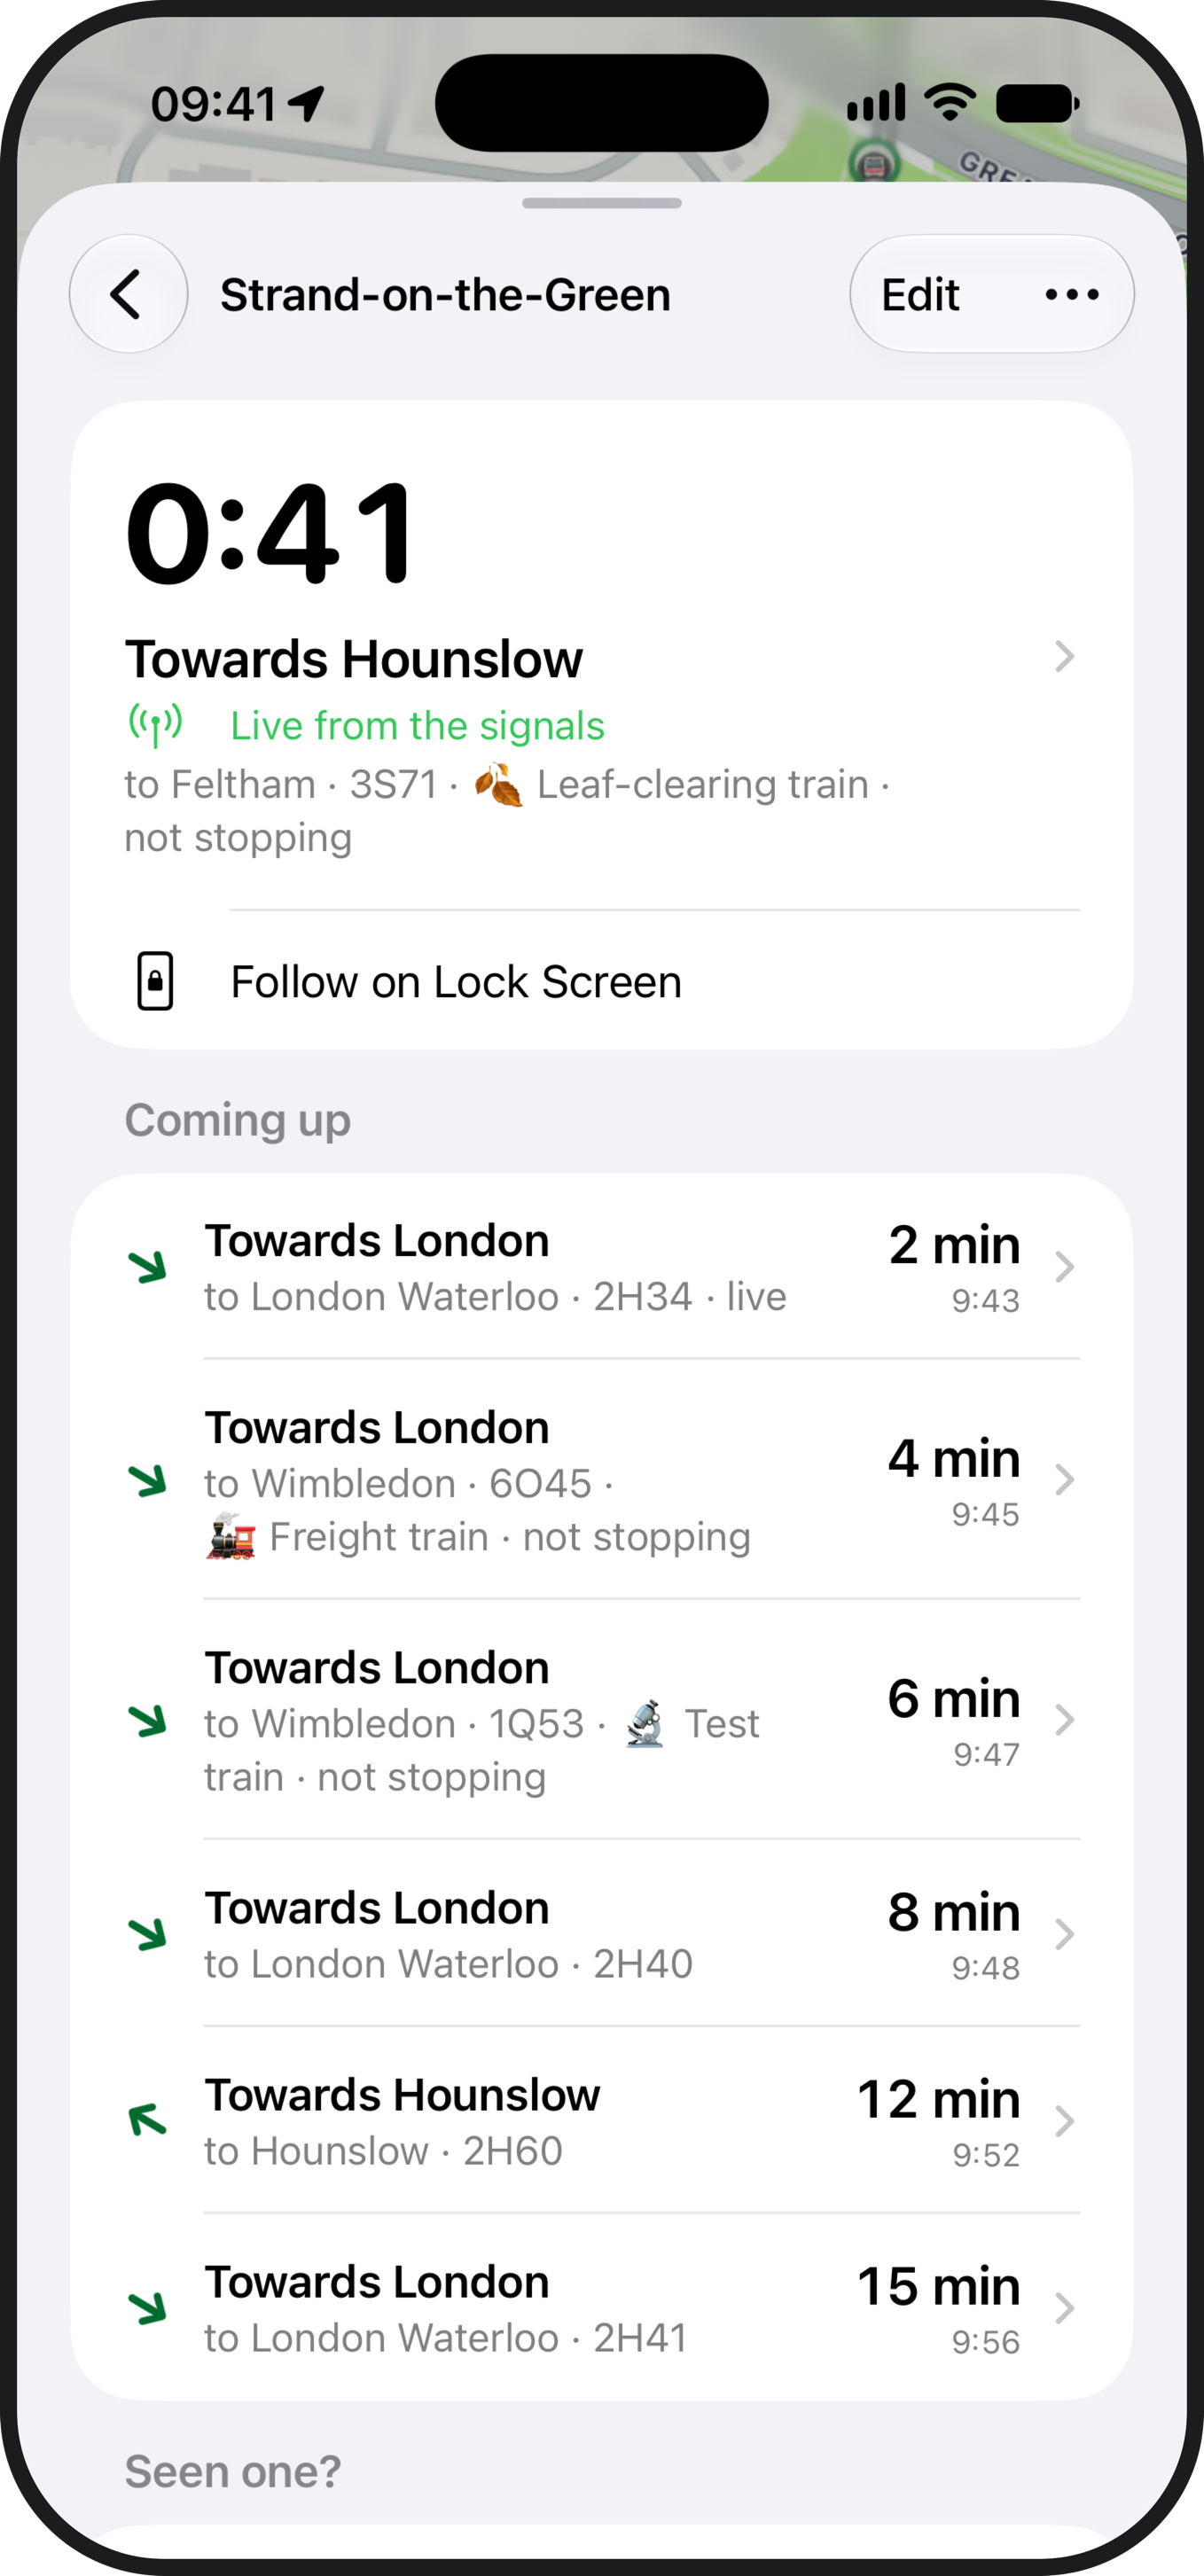 09:41
GRE
Strand-on-the-Green
Edit
0:41
Towards Hounslow
Live from the signals
to Feltham · 3S71 · 🍂 Leaf-clearing train ·
not stopping
Follow on Lock Screen
Coming up
Towards London
2 min
to London Waterloo · 2H34 · live
9:43
Towards London
4 min
to Wimbledon · 6O45 ·
9:45
🚂 Freight train · not stopping
Towards London
6 min
to Wimbledon · 1Q53 · 🔬 Test
9:47
train · not stopping
Towards London
8 min
to London Waterloo · 2H40
9:48
Towards Hounslow
12 min
to Hounslow · 2H60
9:52
Towards London
15 min
to London Waterloo · 2H41
9:56
Seen one?